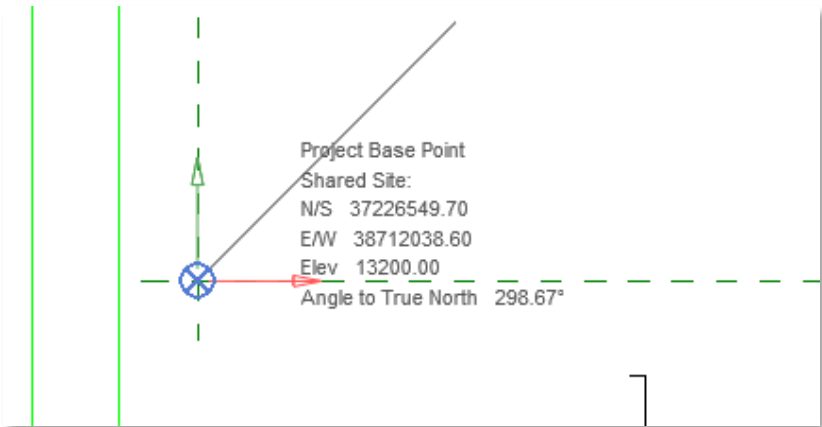 Project Base Point
Shared Site:
N/S 37226549.70
E/W 38712038.60
Elev 13200.00
Angle to True North 298.67°